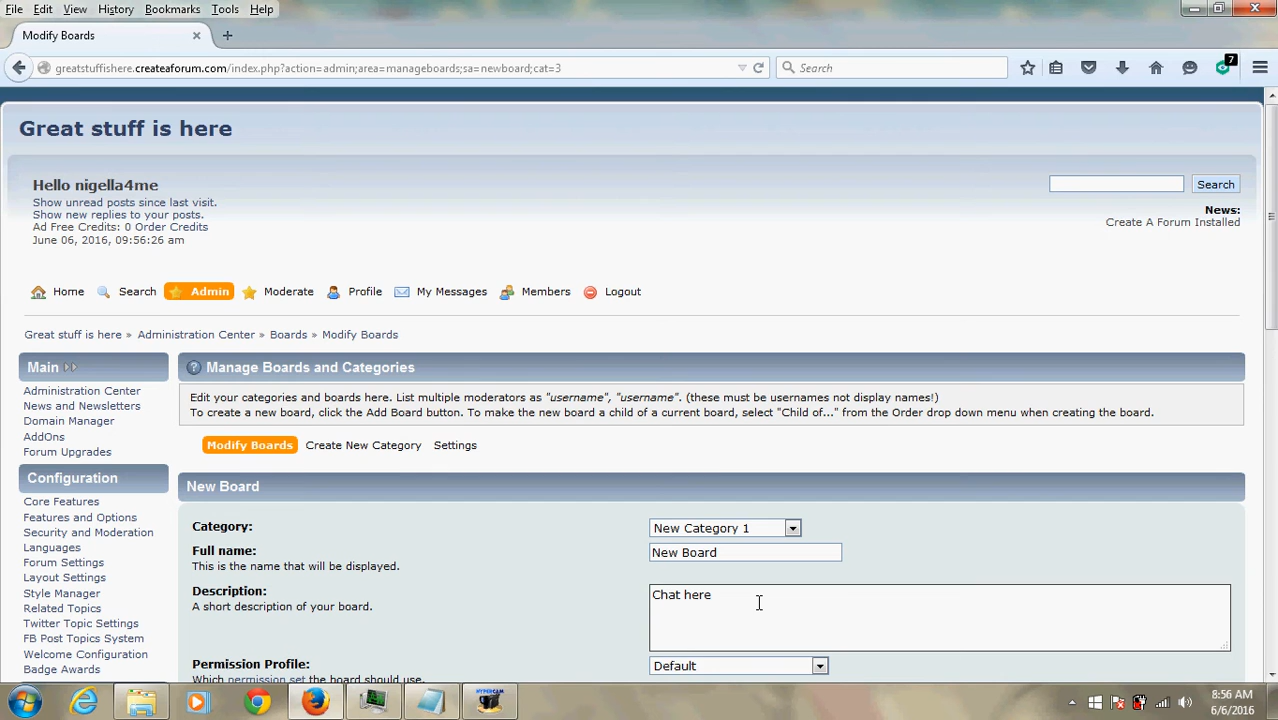 File Edit View History Bookmarks Tools Help
Modify Boards
greatstuffishere.createaforum.com/index.php?action=admin;area=manageboards;sa=newboard;cat=3
Search
7
Great stuff is here
Hello nigella4me
Show unread posts since last visit.
Show new replies to your posts.
Ad Free Credits: 0 Order Credits
June 06, 2016, 09:56:26 am
Search
News:
Create A Forum Installed
Home Search Admin Moderate Profile My Messages Members Logout
Great stuff is here » Administration Center » Boards » Modify Boards
Main
Administration Center
News and Newsletters
Domain Manager
AddOns
Forum Upgrades
Configuration
Core Features
Features and Options
Security and Moderation
Languages
Forum Settings
Layout Settings
Style Manager
Related Topics
Twitter Topic Settings
FB Post Topics System
Welcome Configuration
Badge Awards
Manage Boards and Categories
Edit your categories and boards here. List multiple moderators as "username", "username". (these must be usernames not display names!)
To create a new board, click the Add Board button. To make the new board a child of a current board, select "Child of..." from the Order drop down menu when creating the board.
Modify Boards Create New Category Settings
New Board
Category: New Category 1
Full name: New Board
This is the name that will be displayed.
Description: Chat here
A short description of your board.
Permission Profile: Default
Which permission set the board should use.
HYPERCAM
8:56 AM
6/6/2016